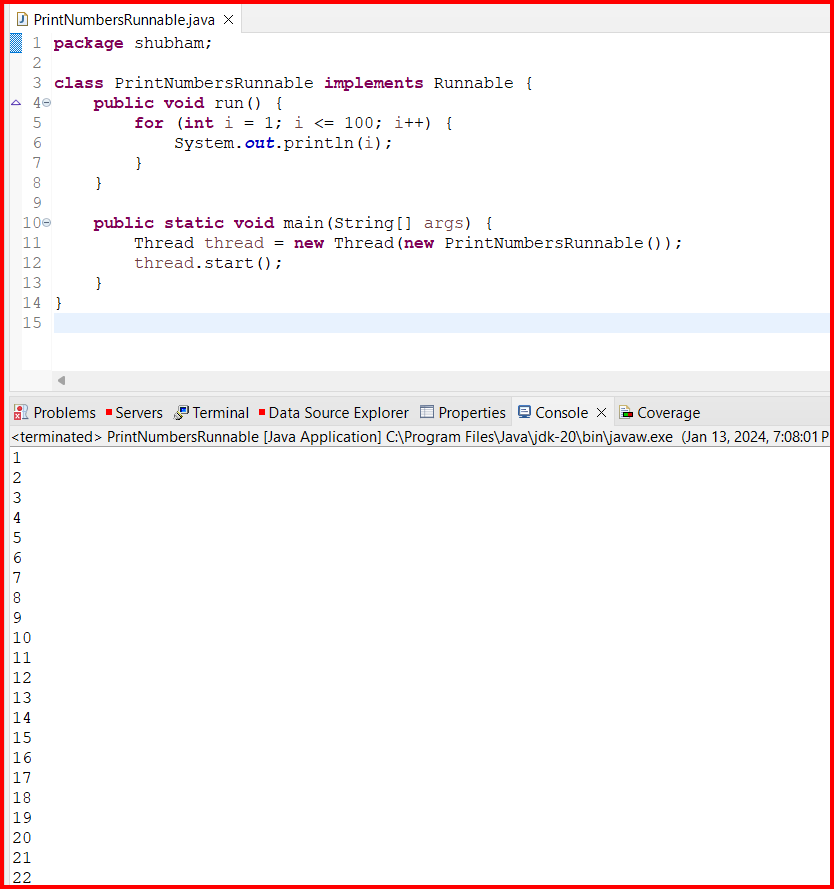 PrintNumbersRunnable.java
1 package shubham;
2
3 class PrintNumbersRunnable implements Runnable {
4 public void run() {
5 for (int i = 1; i <= 100; i++) {
6 System.out.println(i);
7 }
8 }
9
10 public static void main(String[] args) {
11 Thread thread = new Thread(new PrintNumbersRunnable());
12 thread.start();
13 }
14 }
15
Problems Servers Terminal Data Source Explorer Properties Console Coverage
<terminated> PrintNumbersRunnable [Java Application] C:\Program Files\Java\jdk-20\bin\javaw.exe (Jan 13, 2024, 7:08:01 P
1
2
3
4
5
6
7
8
9
10
11
12
13
14
15
16
17
18
19
20
21
22